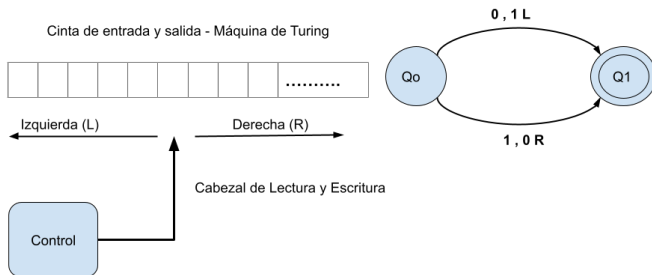 Cinta de entrada y salida - Máquina de Turing
0 , 1 L
Qo
Q1
...........
Izquierda (L)
Derecha (R)
1 , 0 R
Cabezal de Lectura y Escritura
Control